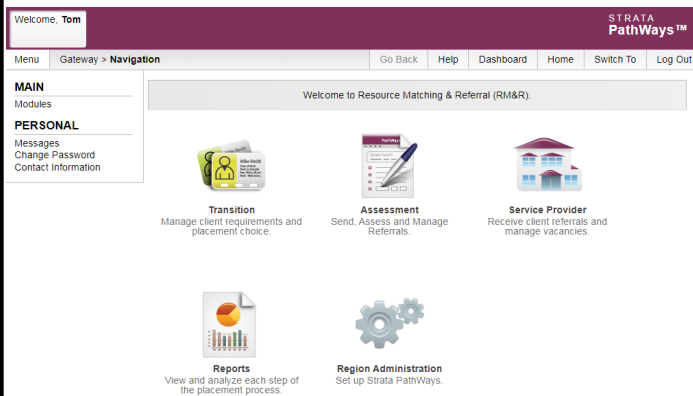 Welcome, Tom
STRATA
PathWays™
Menu
Gateway > Navigation
Go Back
Help
Dashboard
Home
Switch To
Log Out
MAIN
Modules
PERSONAL
Messages
Change Password
Contact Information
Welcome to Resource Matching & Referral (RM&R).
Transition
Manage client requirements and
placement choice.
Assessment
Send, Assess and Manage
Referrals.
Service Provider
Receive client referrals and
manage vacancies.
Reports
View and analyze each step of
the placement process.
Region Administration
Set up Strata PathWays.